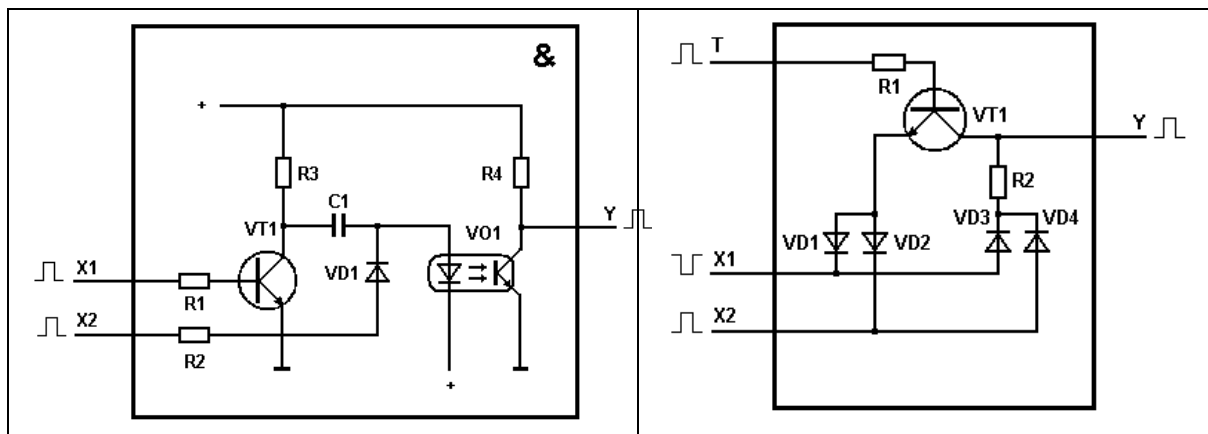 &
+
R3
R4
C1
VT1
VO1
Y
VD1
X1
R1
X2
R2
+
T
R1
VT1
Y
R2
VD3 VD4
VD1 VD2
X1
X2